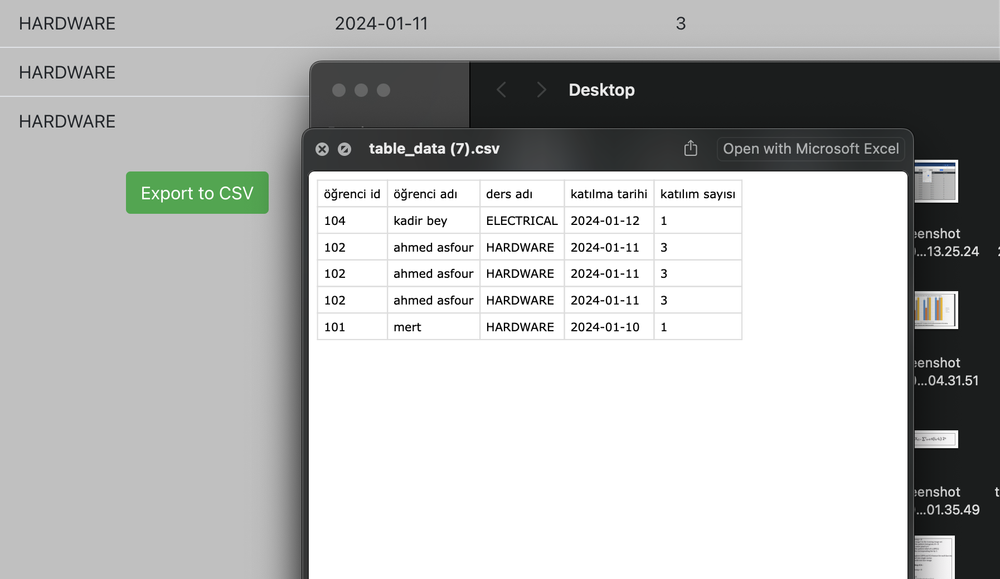 HARDWARE 2024-01-11 3
HARDWARE
HARDWARE
Export to CSV
Desktop
table_data (7).csv Open with Microsoft Excel
öğrenci id öğrenci adı ders adı katılma tarihi katılım sayısı
104 kadir bey ELECTRICAL 2024-01-12 1
102 ahmed asfour HARDWARE 2024-01-11 3
102 ahmed asfour HARDWARE 2024-01-11 3
102 ahmed asfour HARDWARE 2024-01-11 3
101 mert HARDWARE 2024-01-10 1
eenshot
...13.25.24
eenshot
...04.31.51
eenshot
...01.35.49